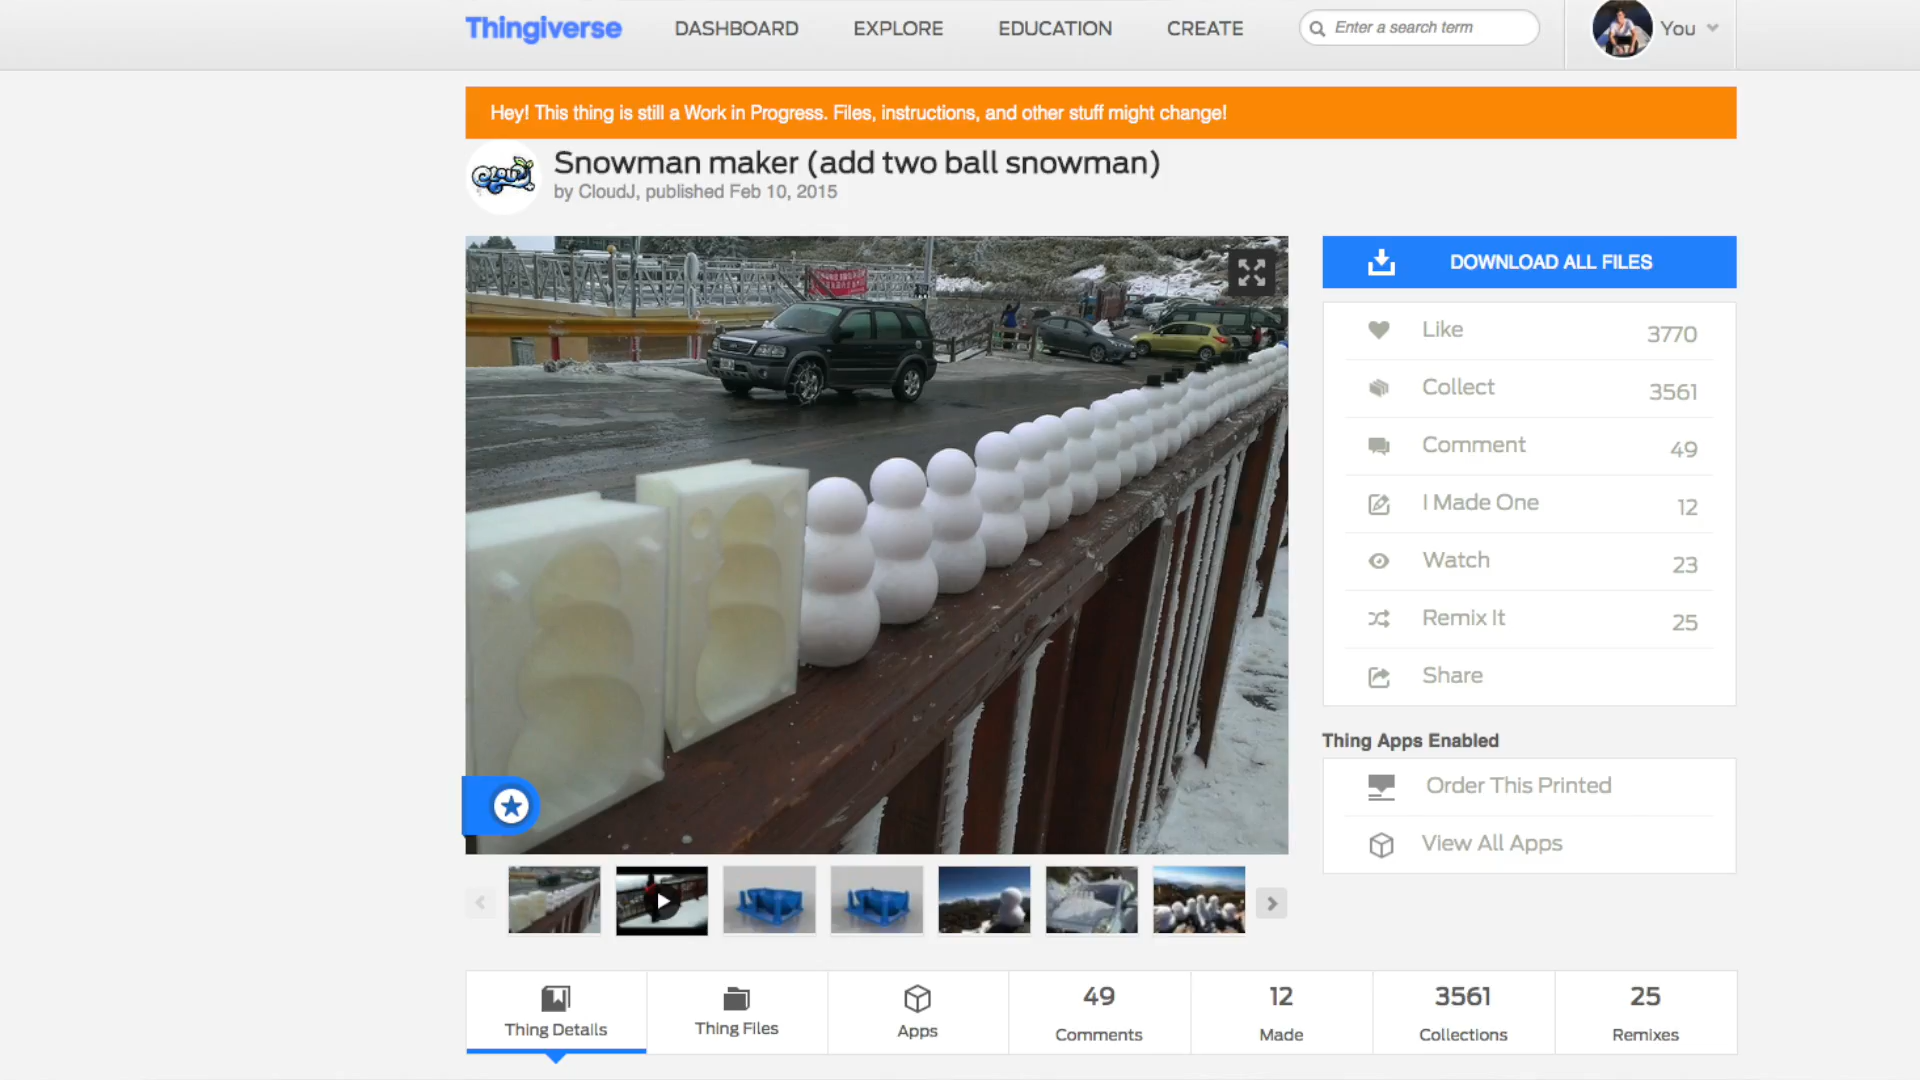 Thingiverse
DASHBOARD
EXPLORE
EDUCATION
CREATE
Enter a search term
You
Hey! This thing is still a Work in Progress. Files, instructions, and other stuff might change!
CLOUDJ
Snowman maker (add two ball snowman)
by CloudJ, published Feb 10, 2015
DOWNLOAD ALL FILES
Like 3770
Collect 3561
Comment 49
I Made One 12
Watch 23
Remix It 25
Share
Thing Apps Enabled
Order This Printed
View All Apps
Thing Details
Thing Files
Apps
49
Comments
12
Made
3561
Collections
25
Remixes